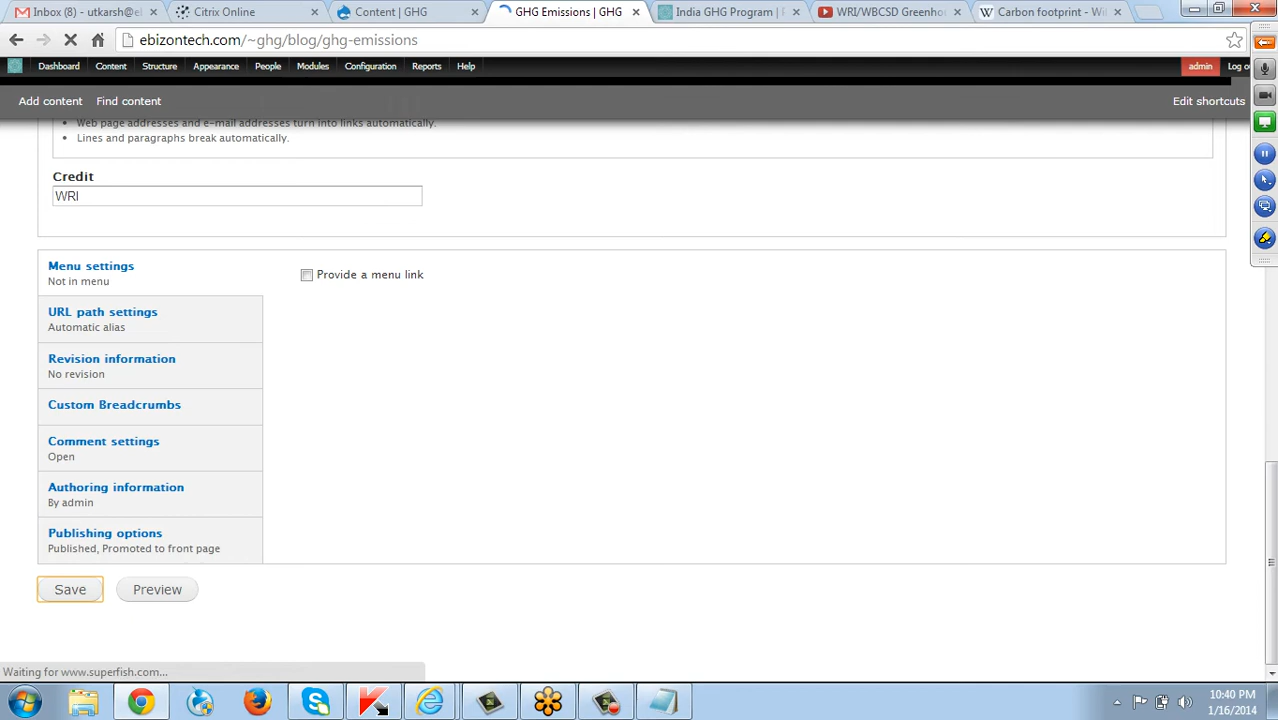 Inbox (8) - utkarsh@e
Citrix Online
Content | GHG
GHG Emissions | GHG
India GHG Program |
WRI/WBCSD Greenhou
Carbon footprint - Wi
ebizontech.com/~ghg/blog/ghg-emissions
Dashboard Content Structure Appearance People Modules Configuration Reports Help
admin Log o
Add content Find content
Edit shortcuts
Web page addresses and e-mail addresses turn into links automatically.
Lines and paragraphs break automatically.
Credit
WRI
Menu settings
Not in menu
Provide a menu link
URL path settings
Automatic alias
Revision information
No revision
Custom Breadcrumbs
Comment settings
Open
Authoring information
By admin
Publishing options
Published, Promoted to front page
Save Preview
Waiting for www.superfish.com...
10:40 PM
1/16/2014